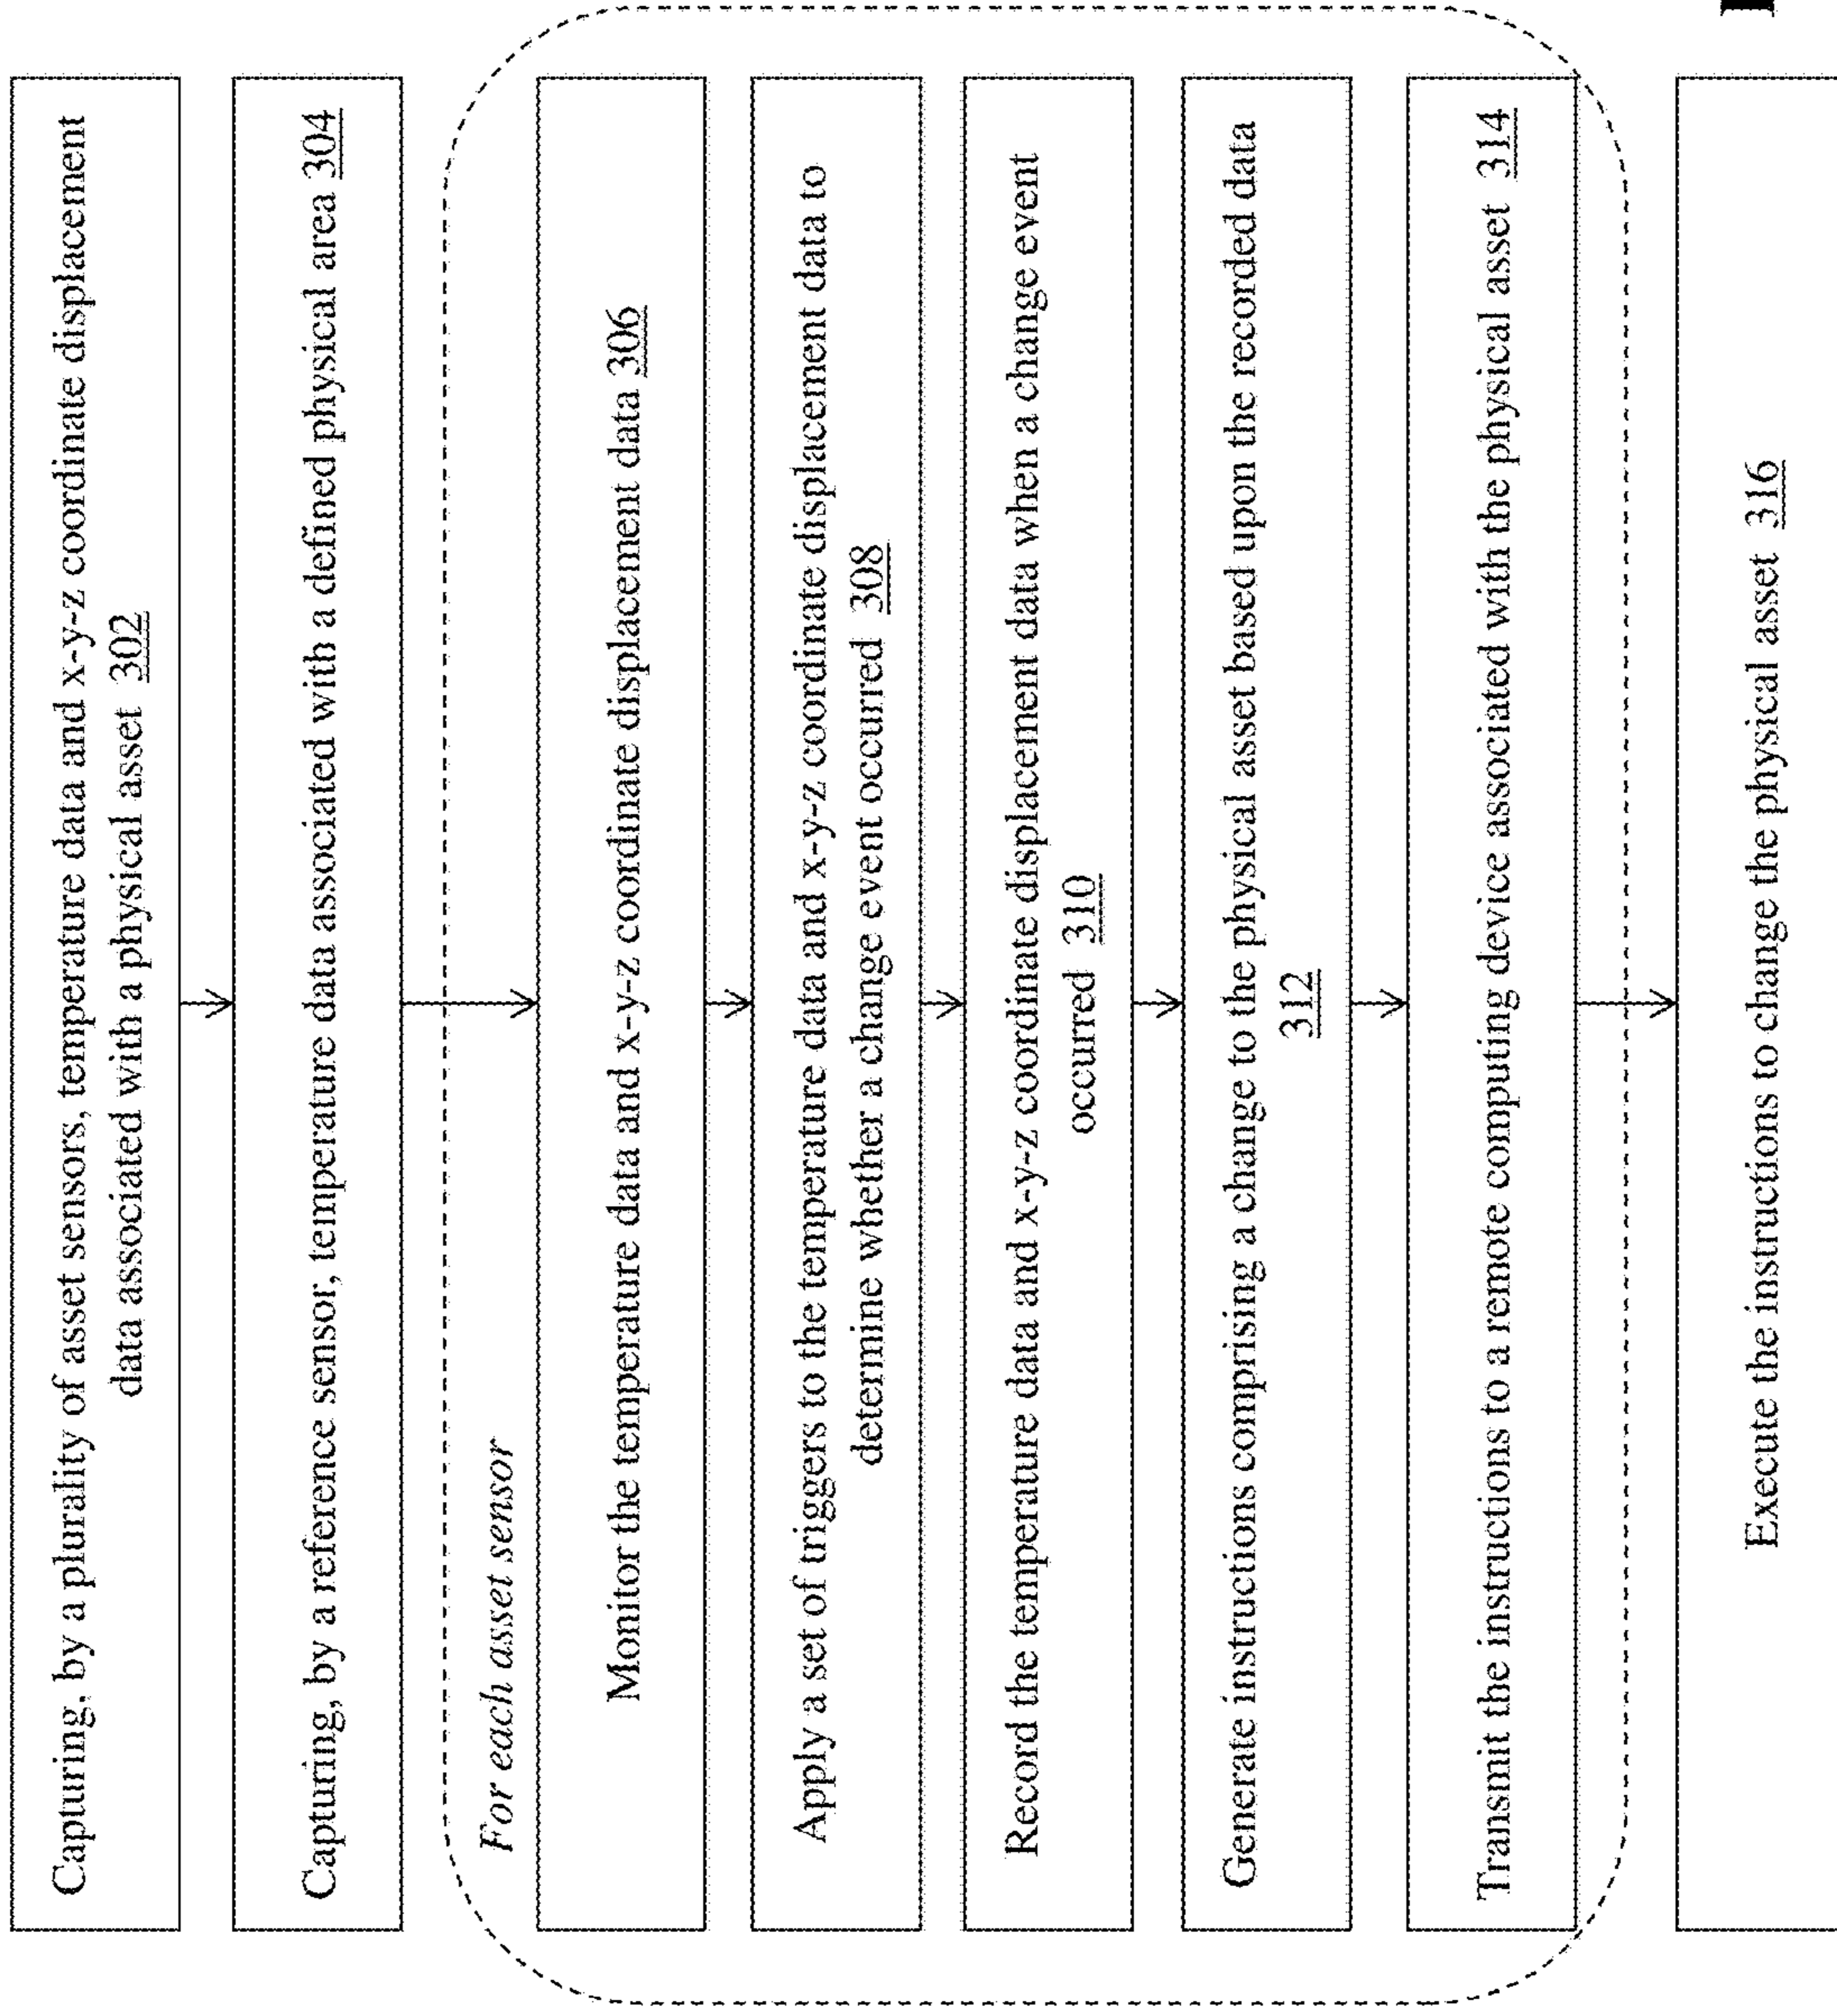 Capturing, by a plurality of asset sensors, temperature data and x-y-z coordinate displacement
data associated with a physical asset 302
Capturing, by a reference sensor, temperature data associated with a defined physical area 304
For each asset sensor
Monitor the temperature data and x-y-z coordinate displacement data 306
Apply a set of triggers to the temperature data and x-y-z coordinate displacement data to
determine whether a change event occurred 308
Record the temperature data and x-y-z coordinate displacement data when a change event
occurred 310
Generate instructions comprising a change to the physical asset based upon the recorded data
312
Transmit the instructions to a remote computing device associated with the physical asset 314
Execute the instructions to change the physical asset 316